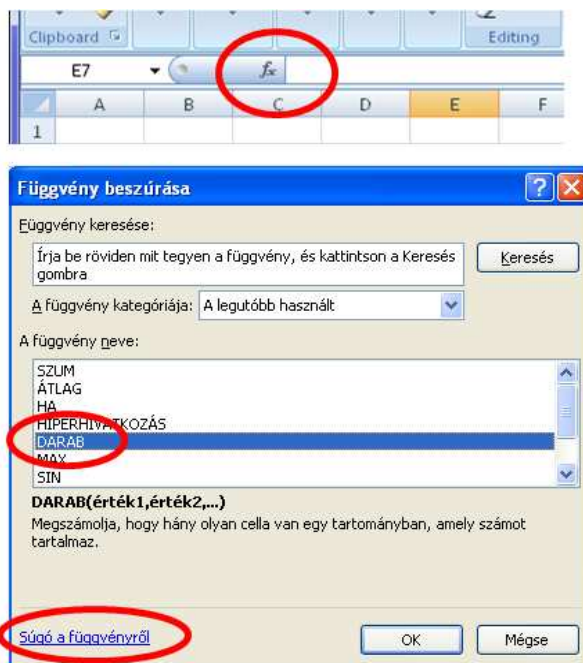 Clipboard
Editing
E7
fx
A B C D E F
1
Függvény beszúrása
Függvény keresése:
Írja be röviden mit tegyen a függvény, és kattintson a Keresés
gombra
Keresés
A függvény kategóriája: A legutóbb használt
A függvény neve:
SZUM
ÁTLAG
HA
HIPERHIVATKOZÁS
DARAB
MAX
SIN
DARAB(érték1,érték2,...)
Megszámolja, hogy hány olyan cella van egy tartományban, amely számot
tartalmaz.
Súgó a függvényről
OK Mégse